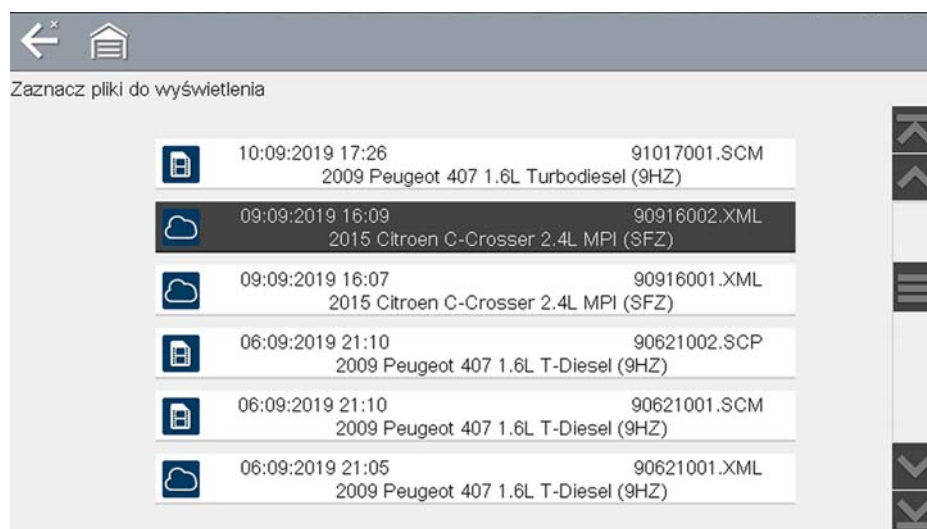 Zaznacz pliki do wyświetlenia
10:09:2019 17:26 91017001.SCM
2009 Peugeot 407 1.6L Turbodiesel (9HZ)
09:09:2019 16:09 90916002.XML
2015 Citroen C-Crosser 2.4L MPI (SFZ)
09:09:2019 16:07 90916001.XML
2015 Citroen C-Crosser 2.4L MPI (SFZ)
06:09:2019 21:10 90621002.SCP
2009 Peugeot 407 1.6L T-Diesel (9HZ)
06:09:2019 21:10 90621001.SCM
2009 Peugeot 407 1.6L T-Diesel (9HZ)
06:09:2019 21:05 90621001.XML
2009 Peugeot 407 1.6L T-Diesel (9HZ)